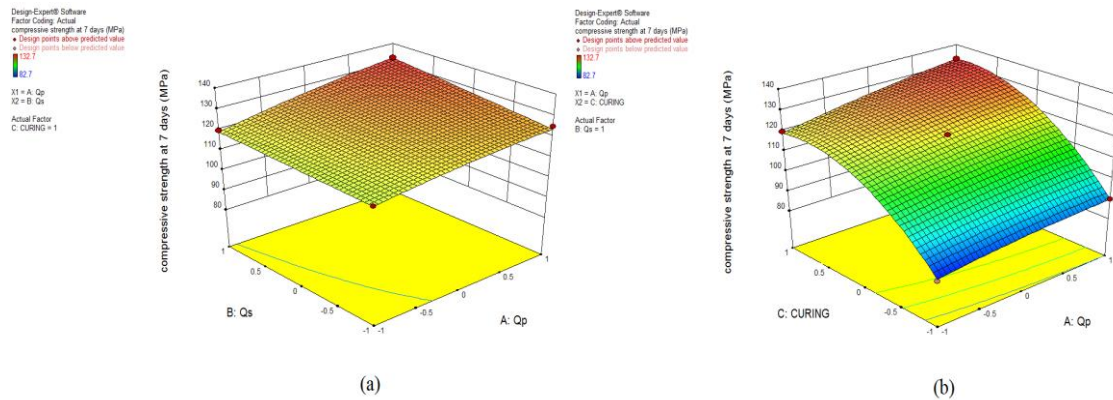 Design-Expert® Software
Factor Coding: Actual
compressive strength at 7 days (MPa)
Design points above predicted value
Design points below predicted value
132.7
82.7
X1 = A: Qp
X2 = B: Qs
Actual Factor
C: CURING = 1
compressive strength at 7 days (MPa)
140
130
120
110
100
90
80
1
0.5
0
-0.5
-1
B: Qs
-1
-0.5
0
0.5
1
A: Qp
(a)
Design-Expert® Software
Factor Coding: Actual
compressive strength at 7 days (MPa)
Design points above predicted value
Design points below predicted value
132.7
82.7
X1 = A: Qp
X2 = C: CURING
Actual Factor
B: Qs = 1
compressive strength at 7 days (MPa)
140
130
120
110
100
90
80
1
0.5
0
-0.5
-1
C: CURING
-1
-0.5
0
0.5
1
A: Qp
(b)